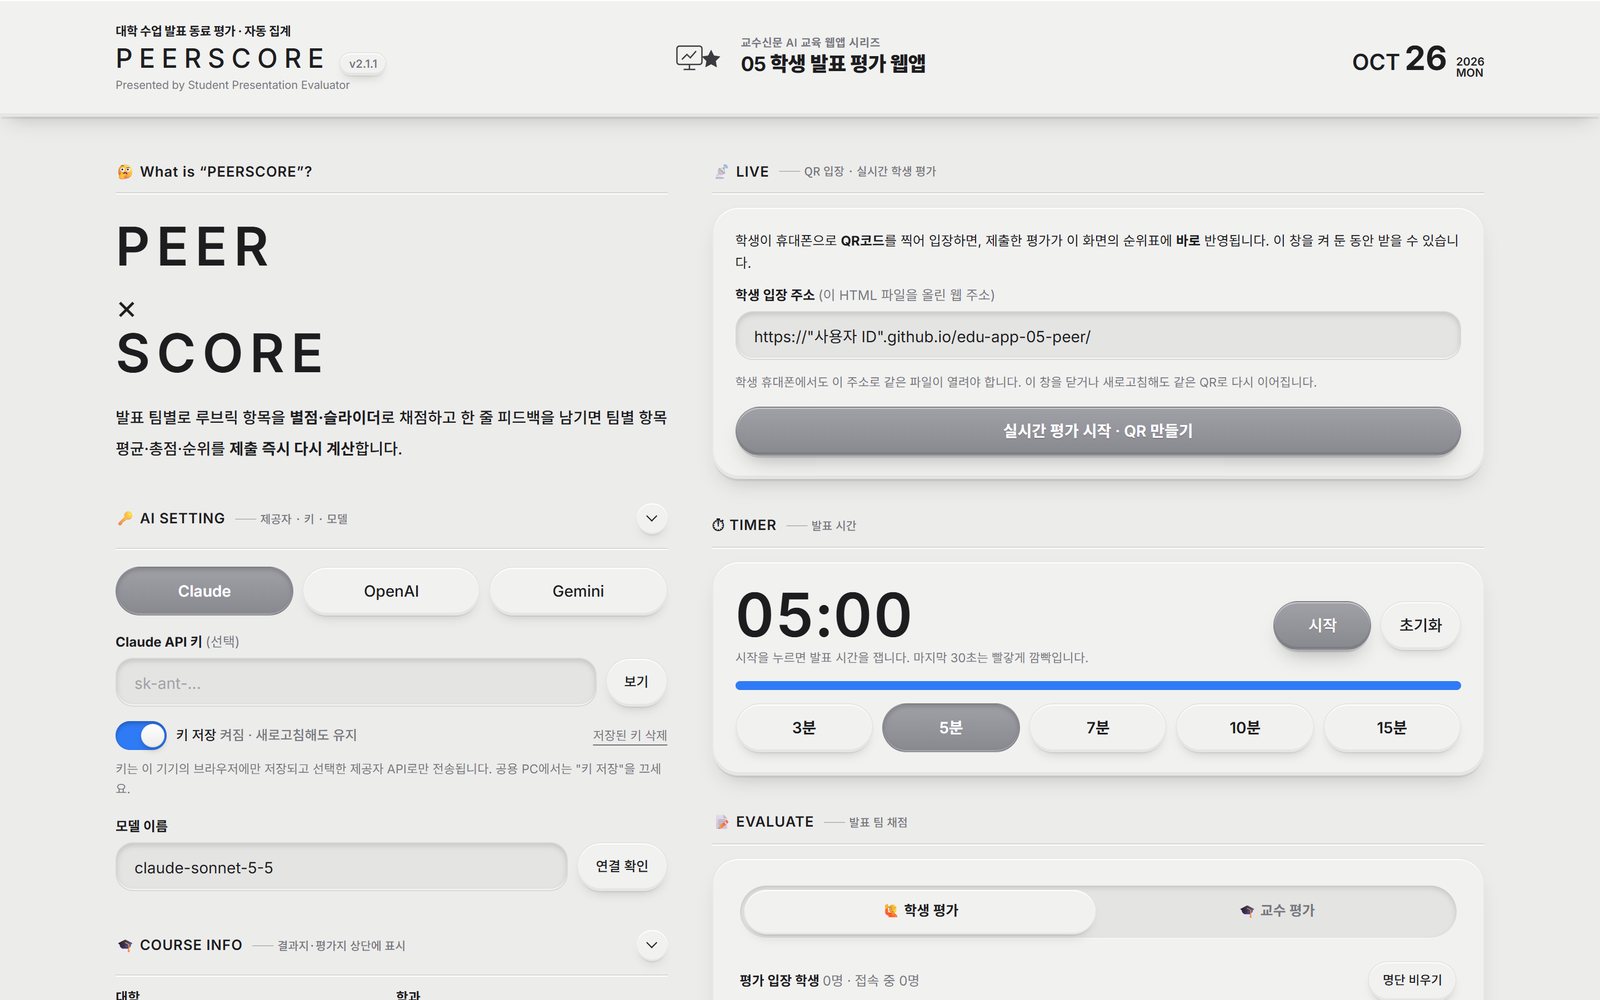 대학 수업 발표 동료 평가 · 자동 집계
PEERSCORE v2.1.1
Presented by Student Presentation Evaluator
교수신문 AI 교육 웹앱 시리즈
05 학생 발표 평가 웹앱
OCT 26 2026 MON
What is “PEERSCORE”?
PEER
×
SCORE
발표 팀별로 루브릭 항목을 별점·슬라이더로 채점하고 한 줄 피드백을 남기면 팀별 항목
평균·총점·순위를 제출 즉시 다시 계산합니다.
AI SETTING 제공자 · 키 · 모델
Claude OpenAI Gemini
Claude API 키 (선택)
sk-ant-... 보기
키 저장 켜짐 · 새로고침해도 유지 저장된 키 삭제
키는 이 기기의 브라우저에만 저장되고 선택한 제공자 API로만 전송됩니다. 공용 PC에서는 "키 저장"을 끄세
요.
모델 이름
claude-sonnet-5-5 연결 확인
COURSE INFO 결과지·평가지 상단에 표시
대학 학과
LIVE QR 입장 · 실시간 학생 평가
학생이 휴대폰으로 QR코드를 찍어 입장하면, 제출한 평가가 이 화면의 순위표에 바로 반영됩니다. 이 창을 켜 둔 동안 받을 수 있습니
다.
학생 입장 주소 (이 HTML 파일을 올린 웹 주소)
https://"사용자 ID".github.io/edu-app-05-peer/
학생 휴대폰에서도 이 주소로 같은 파일이 열려야 합니다. 이 창을 닫거나 새로고침해도 같은 QR로 다시 이어집니다.
실시간 평가 시작 · QR 만들기
TIMER 발표 시간
05:00
시작 초기화
시작을 누르면 발표 시간을 잽니다. 마지막 30초는 빨갛게 깜빡입니다.
3분 5분 7분 10분 15분
EVALUATE 발표 팀 채점
학생 평가 교수 평가
평가 입장 학생 0명 · 접속 중 0명 명단 비우기